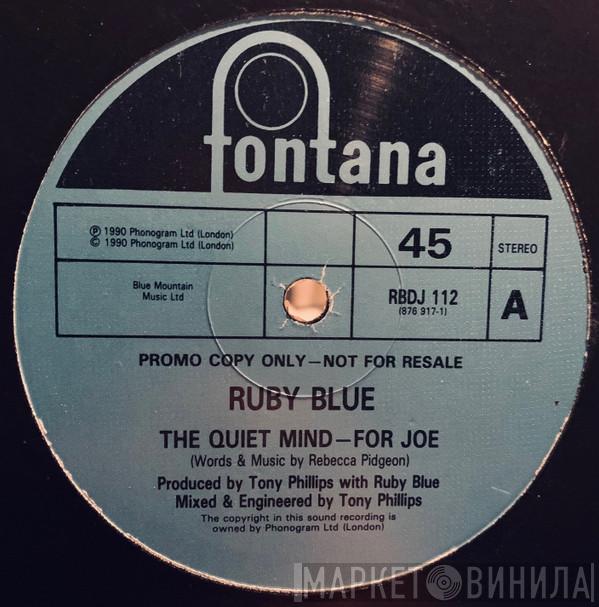 fontana
℗ 1990 Phonogram Ltd (London)
© 1990 Phonogram Ltd (London)
45
STEREO
Blue Mountain
Music Ltd
RBDJ 112
(876 917-1)
A
PROMO COPY ONLY—NOT FOR RESALE
RUBY BLUE
THE QUIET MIND—FOR JOE
(Words & Music by Rebecca Pidgeon)
Produced by Tony Phillips with Ruby Blue
Mixed & Engineered by Tony Phillips
The copyright in this sound recording is
owned by Phonogram Ltd (London)
МАРКЕТ ВИНИЛА